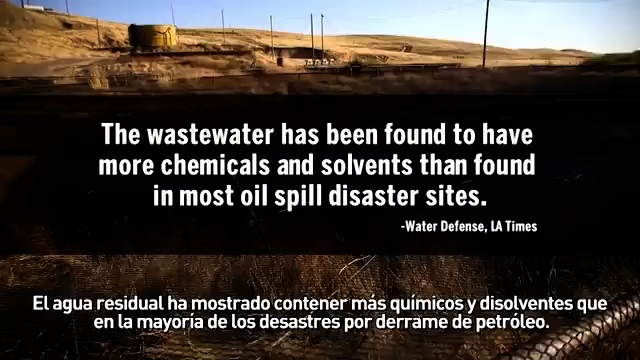 The wastewater has been found to have
more chemicals and solvents than found
in most oil spill disaster sites.
-Water Defense, LA Times
El agua residual ha mostrado contener más químicos y disolventes que
en la mayoría de los desastres por derrame de petróleo.